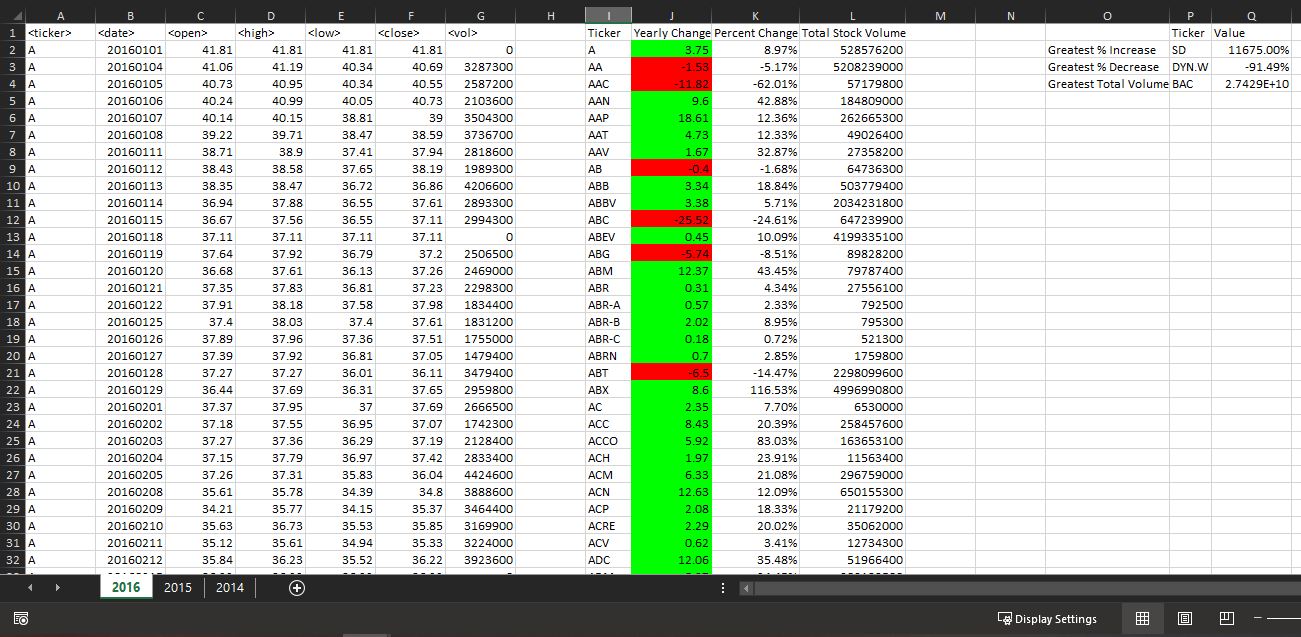 A B C D E F G H I J K L M N O P Q
1 <ticker> <date> <open> <high> <low> <close> <vol> Ticker Yearly Change Percent Change Total Stock Volume Ticker Value
2 A 20160101 41.81 41.81 41.81 41.81 0 A 3.75 8.97% 528576200 Greatest % Increase SD 11675.00%
3 A 20160104 41.06 41.19 40.34 40.69 3287300 AA -1.53 -5.17% 5208239000 Greatest % Decrease DYN.W -91.49%
4 A 20160105 40.73 40.95 40.34 40.55 2587200 AAC -11.82 -62.01% 57179800 Greatest Total Volume BAC 2.7429E+10
5 A 20160106 40.24 40.99 40.05 40.73 2103600 AAN 9.6 42.88% 184809000
6 A 20160107 40.14 40.15 38.81 39 3504300 AAP 18.61 12.36% 262665300
7 A 20160108 39.22 39.71 38.47 38.59 3736700 AAT 4.73 12.33% 49026400
8 A 20160111 38.71 38.9 37.41 37.94 2818600 AAV 1.67 32.87% 27358200
9 A 20160112 38.43 38.58 37.65 38.19 1989300 AB -0.4 -1.68% 64736300
10 A 20160113 38.35 38.47 36.72 36.86 4206600 ABB 3.34 18.84% 503779400
11 A 20160114 36.94 37.88 36.55 37.61 2893300 ABBV 3.38 5.71% 2034231800
12 A 20160115 36.67 37.56 36.55 37.11 2994300 ABC -25.52 -24.61% 647239900
13 A 20160118 37.11 37.11 37.11 37.11 0 ABEV 0.45 10.09% 4199335100
14 A 20160119 37.64 37.92 36.79 37.2 2506500 ABG -5.74 -8.51% 89828200
15 A 20160120 36.68 37.61 36.13 37.26 2469000 ABM 12.37 43.45% 79787400
16 A 20160121 37.35 37.83 36.81 37.23 2298300 ABR 0.31 4.34% 27556100
17 A 20160122 37.91 38.18 37.58 37.98 1834400 ABR-A 0.57 2.33% 792500
18 A 20160125 37.4 38.03 37.4 37.61 1831200 ABR-B 2.02 8.95% 795300
19 A 20160126 37.89 37.96 37.36 37.51 1755000 ABR-C 0.18 0.72% 521300
20 A 20160127 37.39 37.92 36.81 37.05 1479400 ABRN 0.7 2.85% 1759800
21 A 20160128 37.27 37.27 36.01 36.11 3479400 ABT -6.5 -14.47% 2298099600
22 A 20160129 36.44 37.69 36.31 37.65 2959800 ABX 8.6 116.53% 4996990800
23 A 20160201 37.37 37.95 37 37.69 2666500 AC 2.35 7.70% 6530000
24 A 20160202 37.18 37.55 36.95 37.07 1742300 ACC 8.43 20.39% 258457600
25 A 20160203 37.27 37.36 36.29 37.19 2128400 ACCO 5.92 83.03% 163653100
26 A 20160204 37.15 37.79 36.97 37.42 2833400 ACH 1.97 23.91% 11563400
27 A 20160205 37.26 37.31 35.83 36.04 4424600 ACM 6.33 21.08% 296759000
28 A 20160208 35.61 35.78 34.39 34.8 3888600 ACN 12.63 12.09% 650155300
29 A 20160209 34.21 35.77 34.15 35.37 3464400 ACP 2.08 18.33% 21179200
30 A 20160210 35.63 36.73 35.53 35.85 3169900 ACRE 2.29 20.02% 35062000
31 A 20160211 35.12 35.61 34.94 35.33 3224000 ACV 0.62 3.41% 12734300
32 A 20160212 35.84 36.23 35.52 36.22 3923600 ADC 12.06 35.48% 51966400
2016 2015 2014
Display Settings